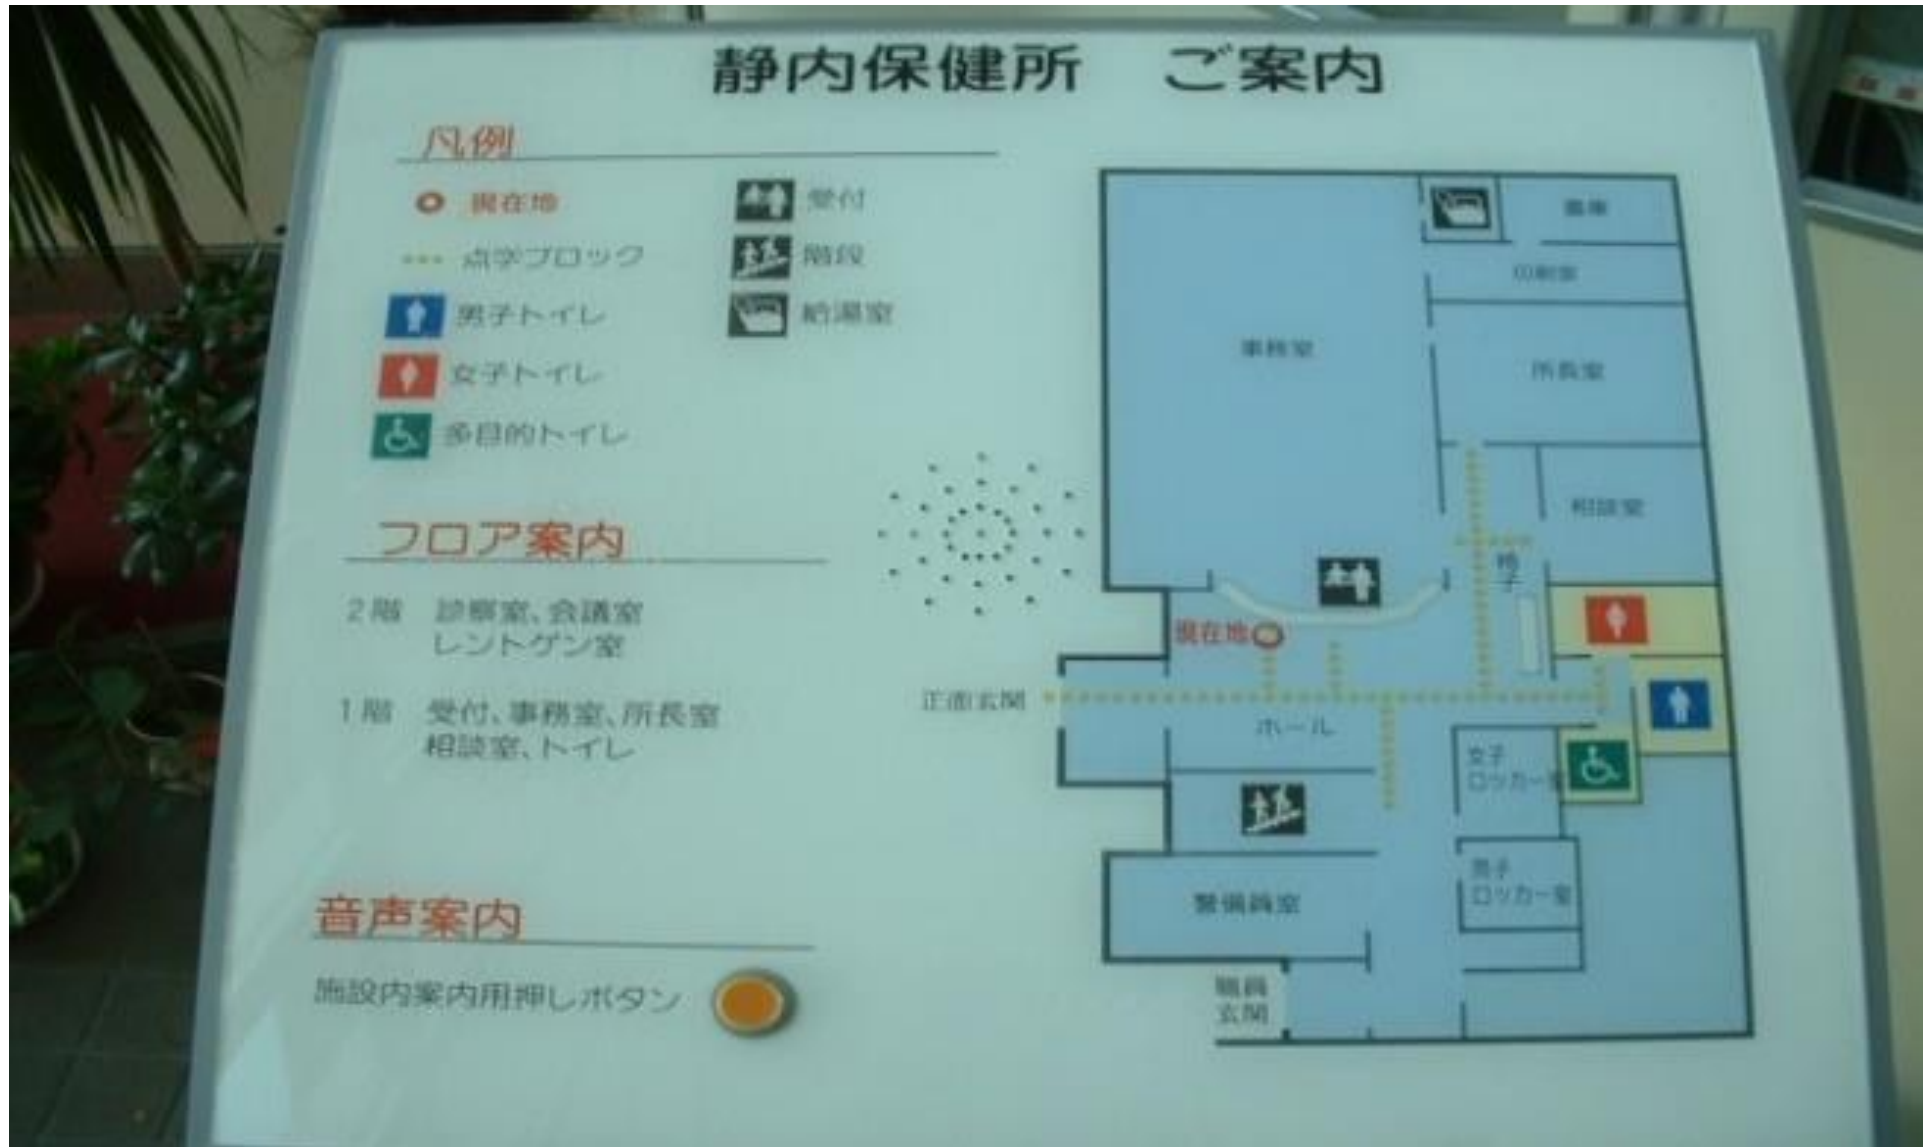 静内保健所 ご案内
凡例
現在地
点字ブロック
男子トイレ
女子トイレ
多目的トイレ
受付
階段
給湯室
フロア案内
2階 診察室、会議室
レントゲン室
1階 受付、事務室、所長室
相談室、トイレ
音声案内
施設内案内用押しボタン
書庫
印刷室
事務室
所長室
相談室
椅子
現在地
正面玄関
ホール
女子
ロッカー室
男子
ロッカー室
警備員室
職員
玄関